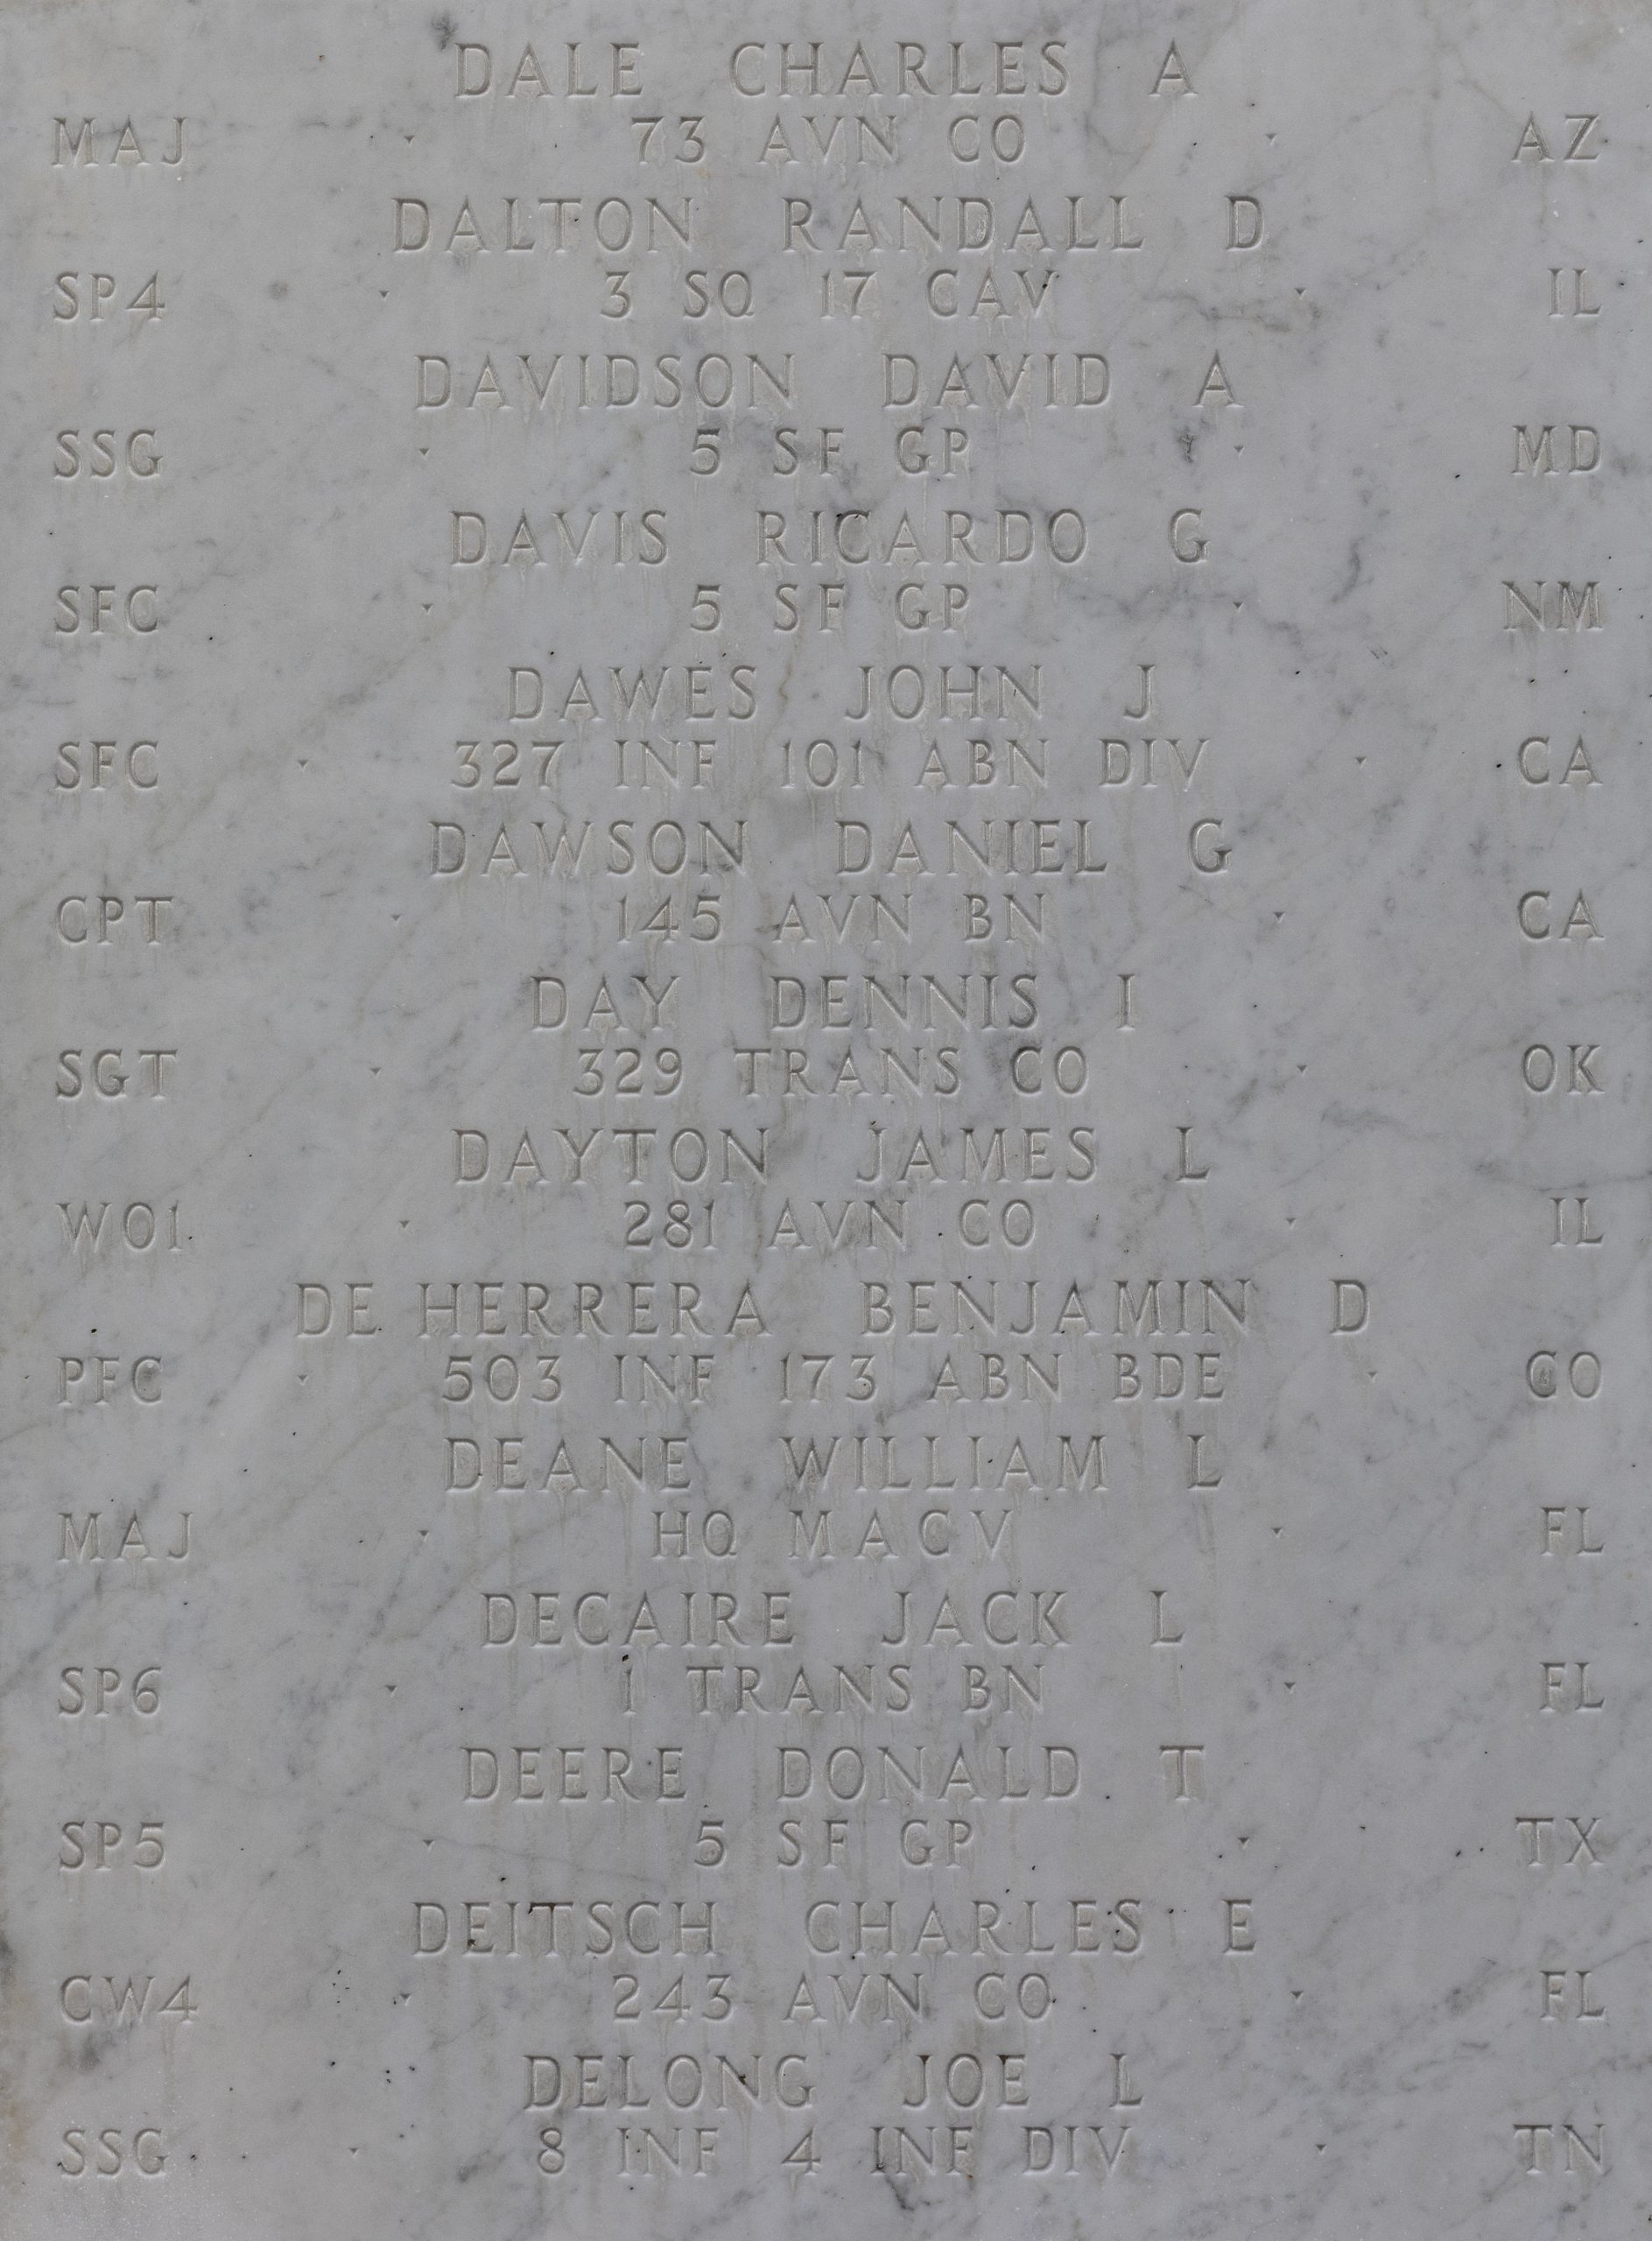 DALE CHARLES A
MAJ 73 AVN CO AZ
DALTON RANDALL D
SP4 3 SQ 17 CAV IL
DAVIDSON DAVID A
SSG 5 SF GP MD
DAVIS RICARDO G
SFC 5 SF GP NM
DAWES JOHN J
SFC 327 INF 101 ABN DIV CA
DAWSON DANIEL G
CPT 145 AVN BN CA
DAY DENNIS I
SGT 329 TRANS CO OK
DAYTON JAMES L
WO1 281 AVN CO IL
DE HERRERA BENJAMIN D
PFC 503 INF 173 ABN BDE CO
DEANE WILLIAM L
MAJ HQ MACV FL
DECAIRE JACK L
SP6 1 TRANS BN FL
DEERE DONALD T
SP5 5 SF GP TX
DEITSCH CHARLES E
CW4 243 AVN CO FL
DELONG JOE L
SSG 8 INF 4 INF DIV TN